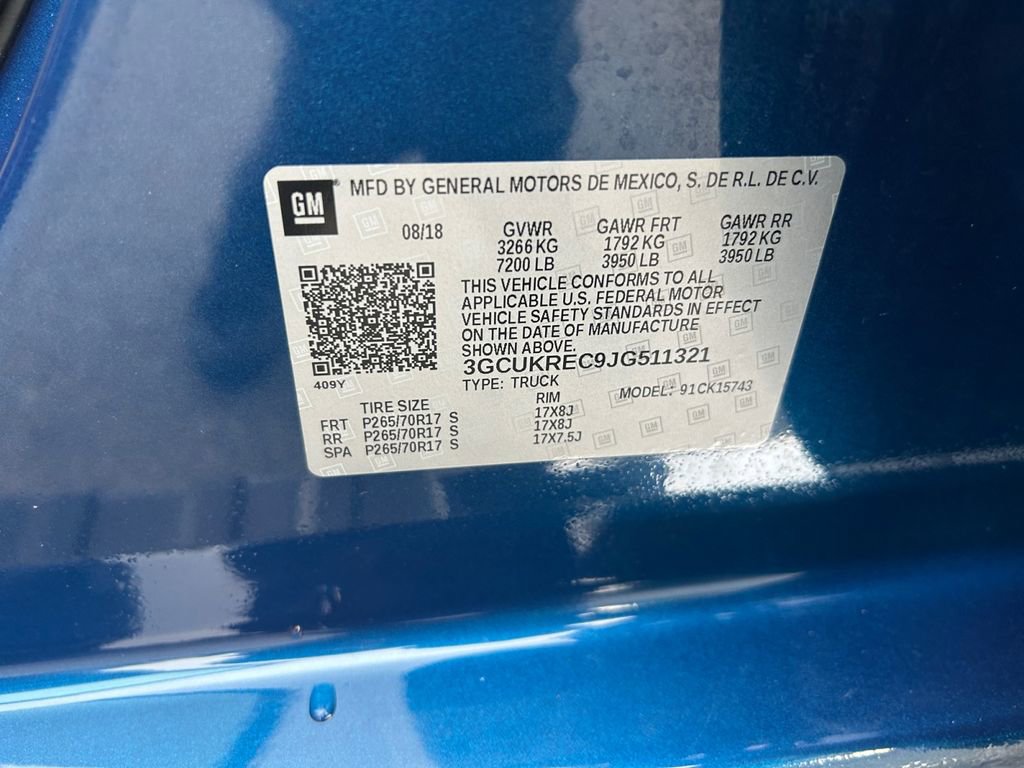 GM® MFD BY GENERAL MOTORS DE MEXICO, S. DE R.L. DE C.V.
08/18 GVWR GAWR FRT GAWR RR
3266 KG 1792 KG 1792 KG
7200 LB 3950 LB 3950 LB
THIS VEHICLE CONFORMS TO ALL
APPLICABLE U.S. FEDERAL MOTOR
VEHICLE SAFETY STANDARDS IN EFFECT
ON THE DATE OF MANUFACTURE
SHOWN ABOVE.
3GCUKREC9JG511321
409Y TYPE: TRUCK MODEL: 91CK15743
TIRE SIZE RIM
FRT P265/70R17 S 17X8J
RR P265/70R17 S 17X8J
SPA P265/70R17 S 17X7.5J